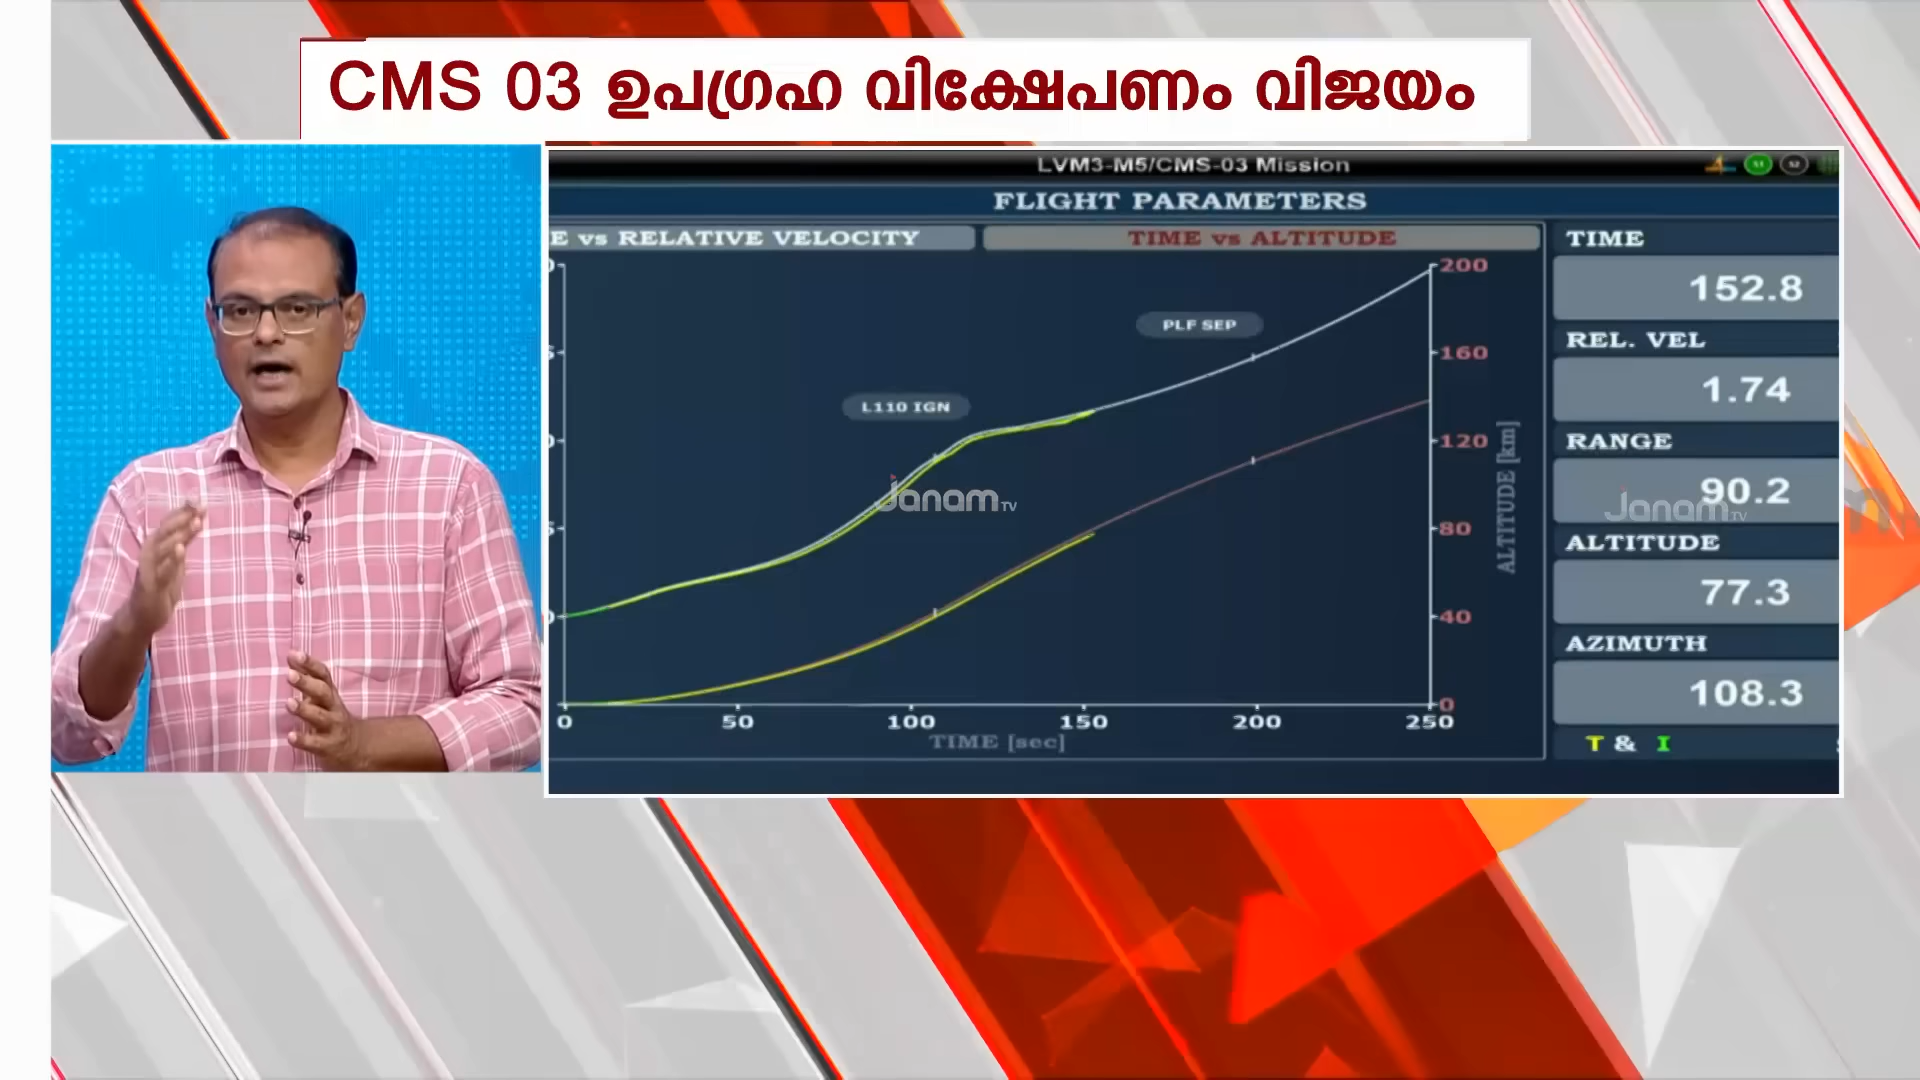 CMS 03 ഉപഗ്രഹ വിക്ഷേപണം വിജയം
LVM3-M5/CMS-03 Mission
FLIGHT PARAMETERS
E vs RELATIVE VELOCITY
TIME vs ALTITUDE
TIME
152.8
REL. VEL
1.74
RANGE
90.2
ALTITUDE
77.3
AZIMUTH
108.3
T & I
PLF SEP
L110 IGN
200
160
120
80
40
0
ALTITUDE [km]
0 50 100 150 200 250
TIME [sec]
Janam TV
Janam TV
S1
S2